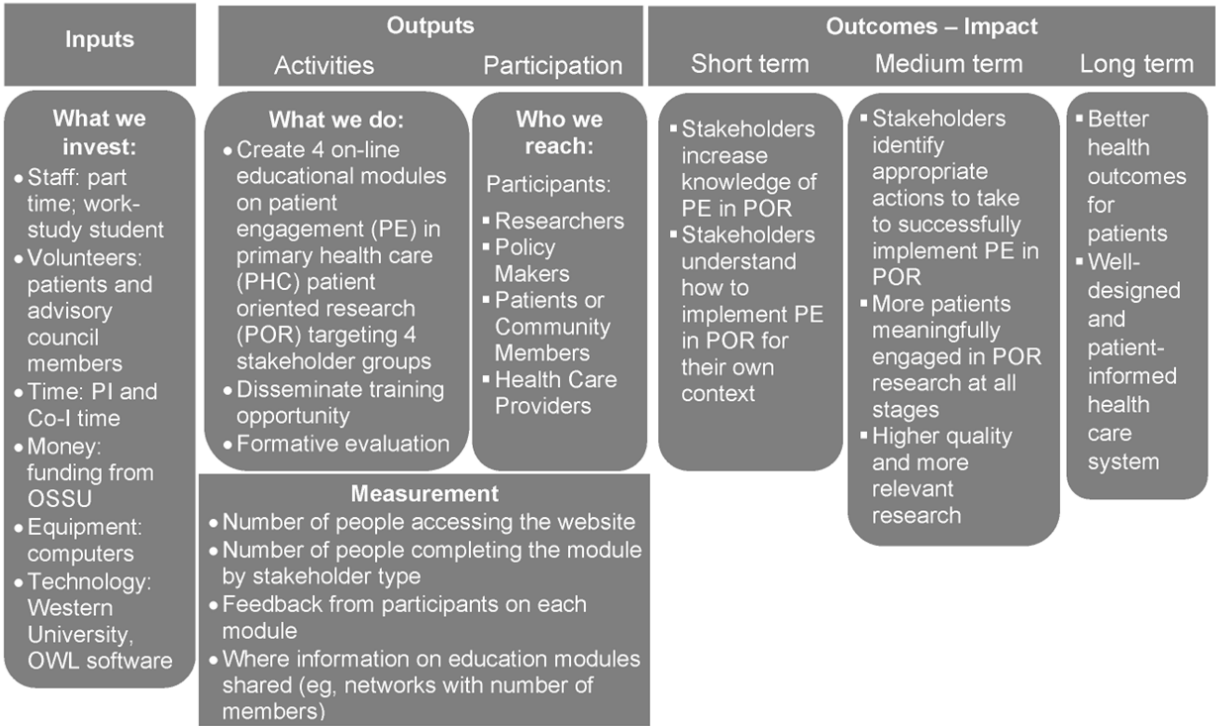 Inputs
Outputs
Activities
Participation
Outcomes – Impact
Short term
Medium term
Long term
What we
invest:
• Staff: part
time; work-
study student
• Volunteers:
patients and
advisory
council
members
• Time: PI and
Co-I time
• Money:
funding from
OSSU
• Equipment:
computers
• Technology:
Western
University,
OWL software
What we do:
• Create 4 on-line
educational modules
on patient
engagement (PE) in
primary health care
(PHC) patient
oriented research
(POR) targeting 4
stakeholder groups
• Disseminate training
opportunity
• Formative evaluation
Who we
reach:
Participants:
▪ Researchers
▪ Policy
Makers
▪ Patients or
Community
Members
▪ Health Care
Providers
Measurement
• Number of people accessing the website
• Number of people completing the module
by stakeholder type
• Feedback from participants on each
module
• Where information on education modules
shared (eg, networks with number of
members)
▪ Stakeholders
increase
knowledge of
PE in POR
▪ Stakeholders
understand
how to
implement PE
in POR for
their own
context
▪ Stakeholders
identify
appropriate
actions to take
to successfully
implement PE in
POR
▪ More patients
meaningfully
engaged in POR
research at all
stages
▪ Higher quality
and more
relevant
research
▪ Better
health
outcomes
for
patients
▪ Well-
designed
and
patient-
informed
health
care
system